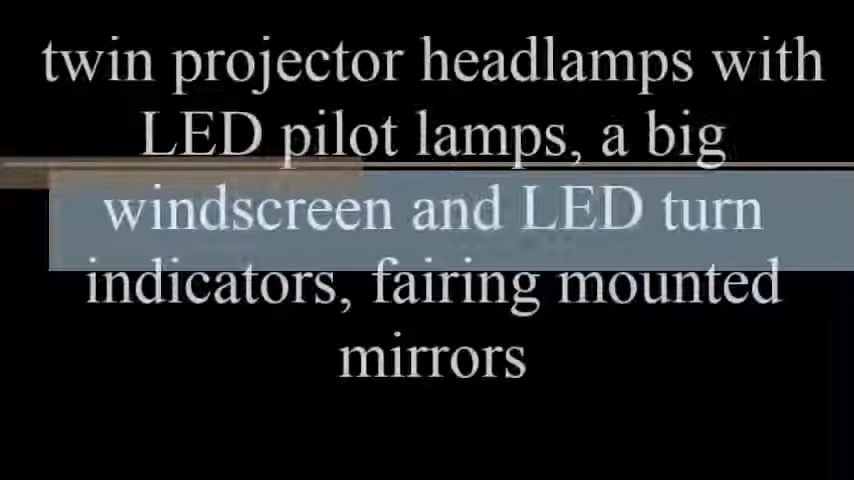 twin projector headlamps with
LED pilot lamps, a big
windscreen and LED turn
indicators, fairing mounted
mirrors